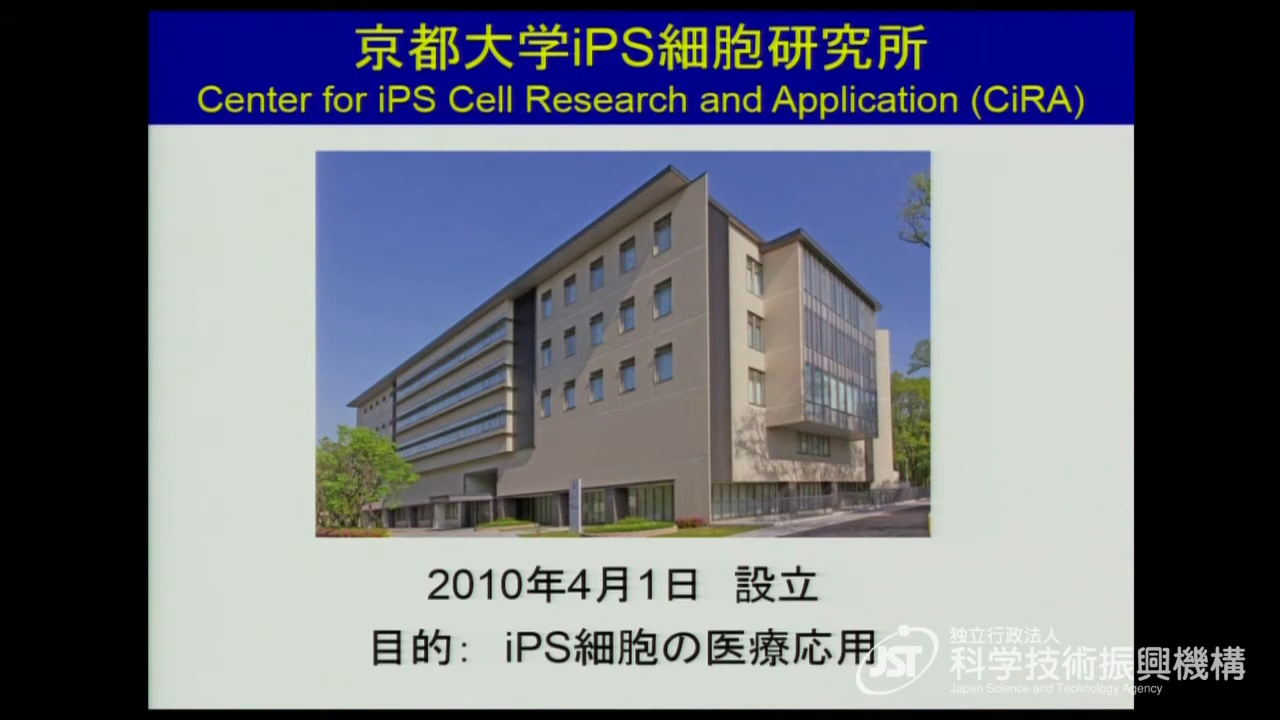 京都大学iPS細胞研究所
Center for iPS Cell Research and Application (CiRA)
2010年4月1日 設立
目的： iPS細胞の医療応用
JST
独立行政法人
科学技術振興機構
Japan Science and Technology Agency